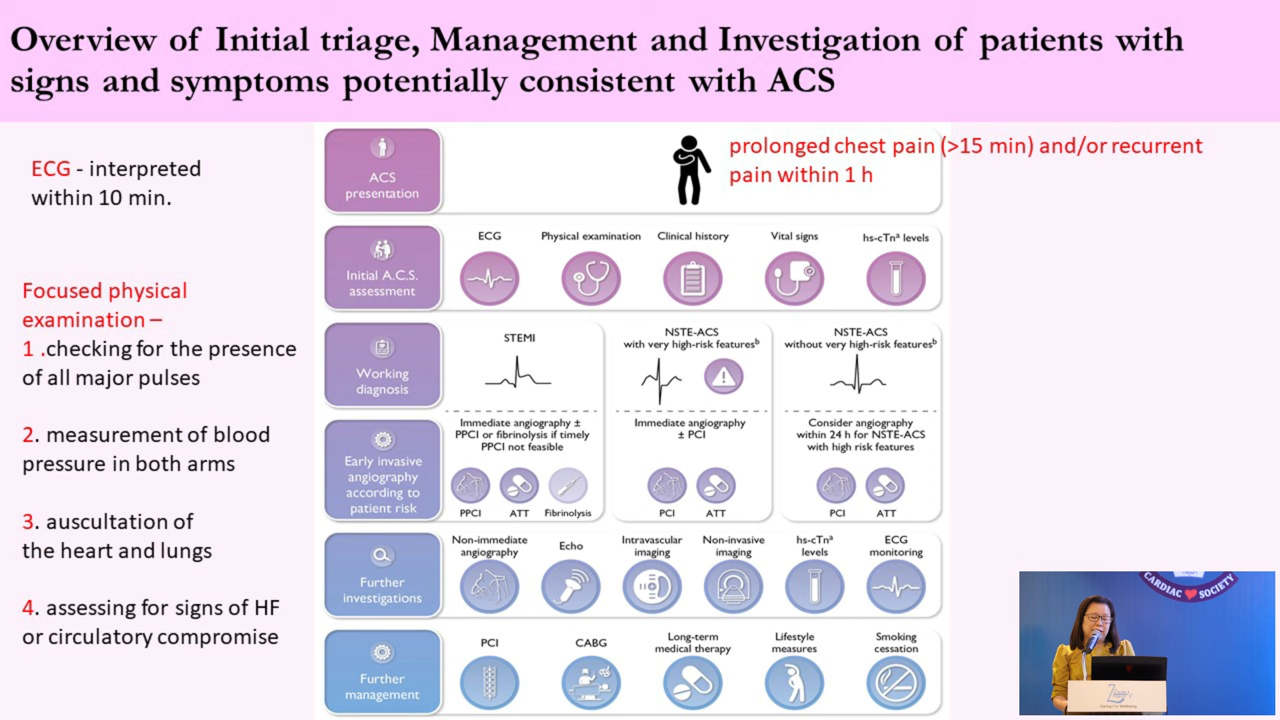 Overview of Initial triage, Management and Investigation of patients with
signs and symptoms potentially consistent with ACS
ECG - interpreted
within 10 min.
Focused physical
examination –
1 .checking for the presence
of all major pulses
2. measurement of blood
pressure in both arms
3. auscultation of
the heart and lungs
4. assessing for signs of HF
or circulatory compromise
ACS
presentation
prolonged chest pain (>15 min) and/or recurrent
pain within 1 h
Initial A.C.S.
assessment
ECG
Physical examination
Clinical history
Vital signs
hs-cTnᵃ levels
Working
diagnosis
STEMI
NSTE-ACS
with very high-risk featuresᵇ
NSTE-ACS
without very high-risk featuresᵇ
Early invasive
angiography
according to
patient risk
Immediate angiography ±
PPCI or fibrinolysis if timely
PPCI not feasible
PPCI
ATT
Fibrinolysis
Immediate angiography
± PCI
PCI
ATT
Consider angiography
within 24 h for NSTE-ACS
with high risk features
PCI
ATT
Further
investigations
Non-immediate
angiography
Echo
Intravascular
imaging
Non-invasive
imaging
hs-cTnᵃ
levels
ECG
monitoring
Further
management
PCI
CABG
Long-term
medical therapy
Lifestyle
measures
Smoking
cessation
CARDIAC SOCIETY
Caring For Wellbeing